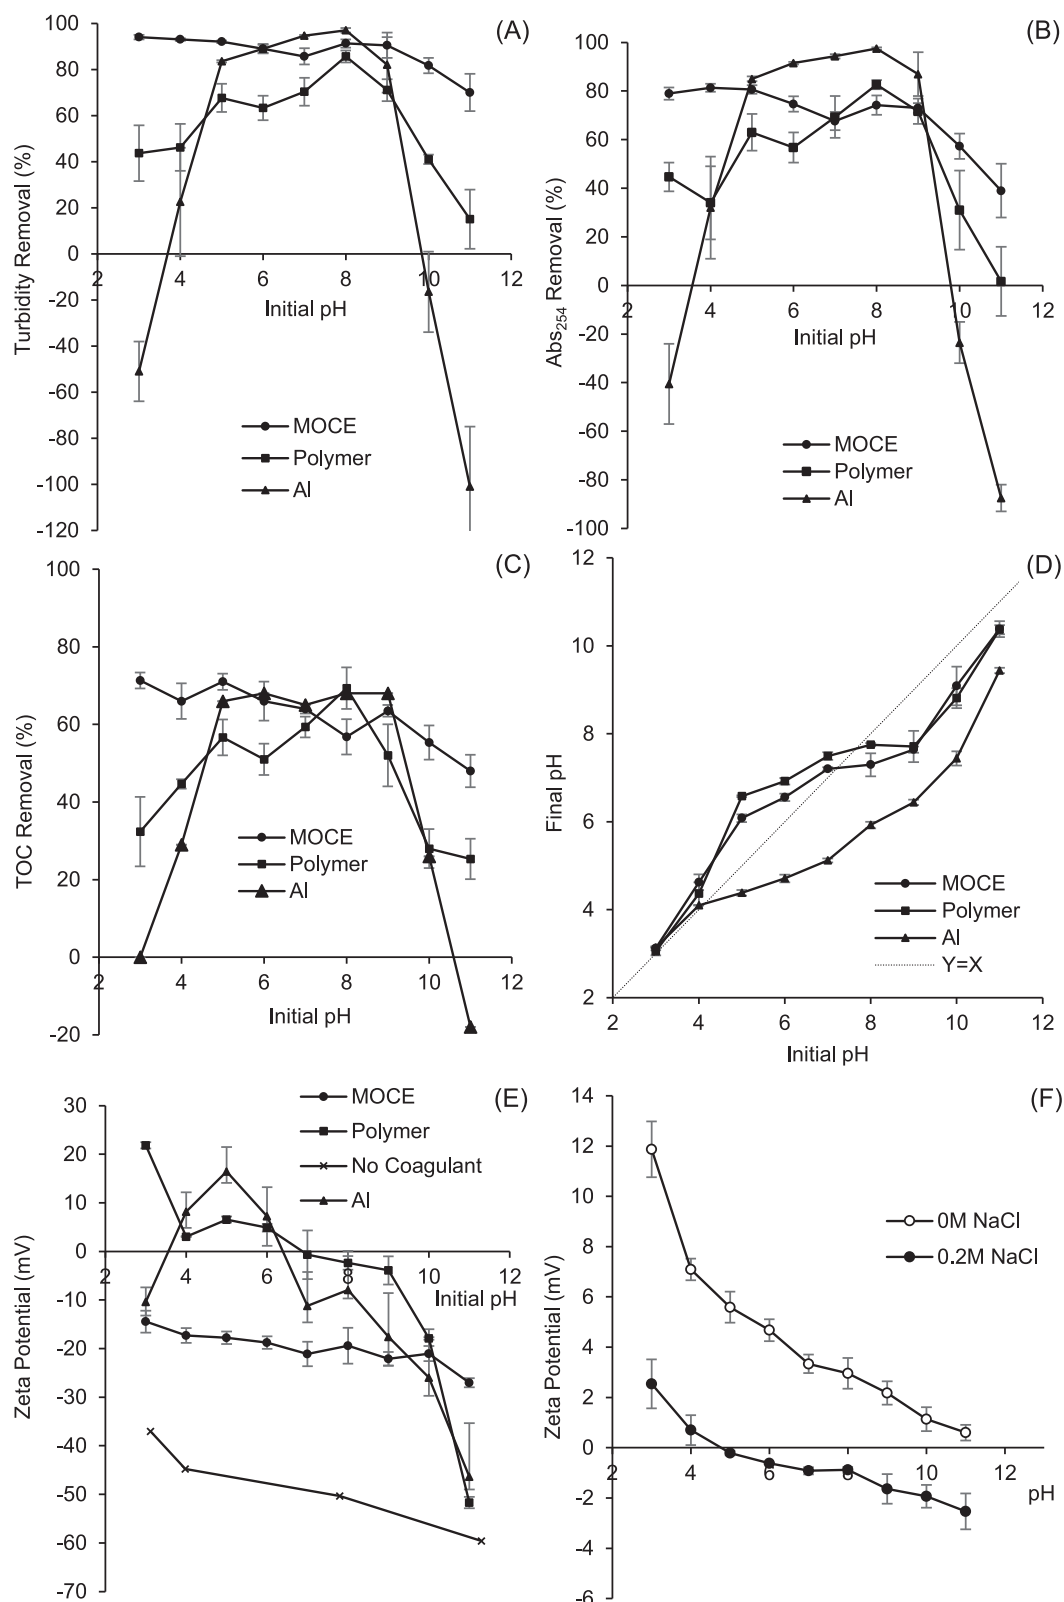 (A)
100
80
60
40
20
0
-20
-40
-60
-80
-100
-120
2 4 6 8 10 12
Turbidity Removal (%)
Initial pH
MOCE
Polymer
Al
(B)
100
80
60
40
20
0
-20
-40
-60
-80
-100
2 4 6 8 10 12
Abs254 Removal (%)
Initial pH
MOCE
Polymer
Al
(C)
100
80
60
40
20
0
-20
2 4 6 8 10 12
TOC Removal (%)
Initial pH
MOCE
Polymer
Al
(D)
12
10
8
6
4
2
2 4 6 8 10 12
Final pH
Initial pH
MOCE
Polymer
Al
Y=X
(E)
30
20
10
0
-10
-20
-30
-40
-50
-60
-70
2 4 6 8 10 12
Zeta Potential (mV)
Initial pH
MOCE
Polymer
No Coagulant
Al
(F)
14
12
10
8
6
4
2
0
-2
-4
-6
2 4 6 8 10 12
Zeta Potential (mV)
pH
0M NaCl
0.2M NaCl